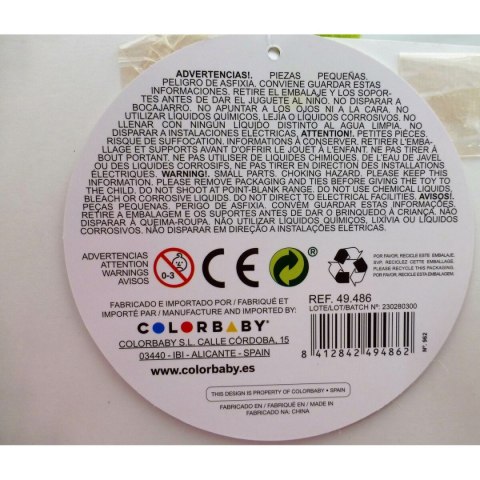 ADVERTENCIAS!. PIEZAS PEQUEÑAS.
PELIGRO DE ASFIXIA, CONVIENE GUARDAR ESTAS
INFORMACIONES. RETIRE EL EMBALAJE Y LOS SOPOR-
TES ANTES DE DAR EL JUGUETE AL NIÑO. NO DISPARAR A
BOCAJARRO. NO APUNTAR A LOS OJOS NI A LA CARA. NO
UTILIZAR LÍQUIDOS QUÍMICOS, LEJÍA O LÍQUIDOS CORROSIVOS. NO
LLENAR CON NINGÚN LÍQUIDO DISTINTO AL AGUA LIMPIA, NO
DISPARAR A INSTALACIONES ELÉCTRICAS, ATTENTION!. PETITES PIÈCES.
RISQUE DE SUFFOCATION. INFORMATIONS À CONSERVER. RETIRER L'EMBAL-
LAGE ET SUPPORTS AVANT D'OFFRIR LE JOUET À L'ENFANT. NE PAS TIRER À
BOUT PORTANT. NE PAS UTILISER DE LIQUIDES CHIMIQUES, DE L'EAU DE JAVEL
OU DES LIQUIDES CORROSIFS, NE PAS TIRER EN DIRECTION DES INSTALLATIONS
ÉLECTRIQUES. WARNING!. SMALL PARTS. CHOKING HAZARD. PLEASE KEEP THIS
INFORMATION. PLEASE REMOVE PACKAGING AND TIES BEFORE GIVING THE TOY TO
THE CHILD. DO NOT SHOOT AT POINT-BLANK RANGE. DO NOT USE CHEMICAL LIQUIDS,
BLEACH OR CORROSIVE LIQUIDS. DO NOT DIRECT TO ELECTRICAL FACILITIES. AVISOS!
PEÇAS PEQUENAS. PERIGO DE ASFIXIA. CONVÉM GUARDAR ESTAS INFORMAÇÕES.
RETIRE A EMBALAGEM E OS SUPORTES ANTES DE DAR O BRINQUEDO À CRIANÇA. NÃO
DISPARAR A QUEIMA-ROUPA. NÃO UTILIZAR LÍQUIDOS QUÍMICOS, LIXÍVIA OU LÍQUIDOS
CORROSIVOS. NÃO DISPARAR EM DIREÇÃO A INSTALAÇÕES ELÉTRICAS.
ADVERTENCIAS
ATTENTION
WARNINGS
AVISOS
0-3
CE
®
POR FAVOR, RECICLE ESTE EMBALAJE.
SVP. RECYCLEZ CETTE EMBALLAGE.
PLEASE RECYCLE THIS PACKAGING.
POR FAVOR, RECICLE ESTA EMBALAGEM.
FABRICADO E IMPORTADO POR / FABRIQUÉ ET
IMPORTÉ PAR / MANUFACTURE AND IMPORTED BY:
COLORBABY®
COLORBABY S.L. CALLE CÓRDOBA, 15
03440 - IBI - ALICANTE - SPAIN
www.colorbaby.es
REF. 49.486
LOTE/LOT/BATCH Nº: 230280300
8 412842 494862
Nº. 962
THIS DESIGN IS PROPERTY OF COLORBABY • SPAIN
FABRICADO EN / FABRIQUÉ EN / MADE IN /
FABRICADO NA: CHINA